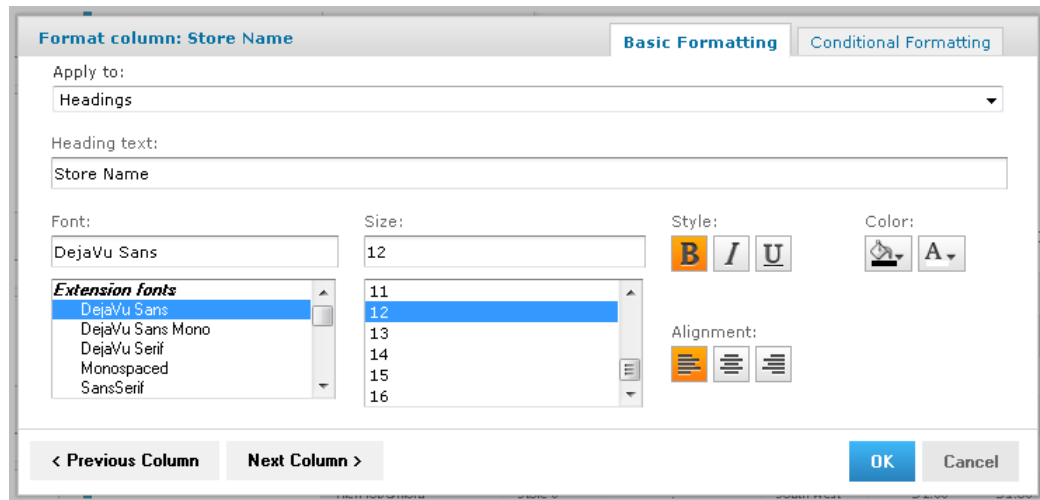 Format column: Store Name
Basic Formatting
Conditional Formatting
Apply to:
Headings
Heading text:
Store Name
Font:
Size:
Style:
Color:
DejaVu Sans
12
B I U
A
Extension fonts
DejaVu Sans
DejaVu Sans Mono
DejaVu Serif
Monospaced
SansSerif
11
12
13
14
15
16
Alignment:
< Previous Column
Next Column >
OK
Cancel